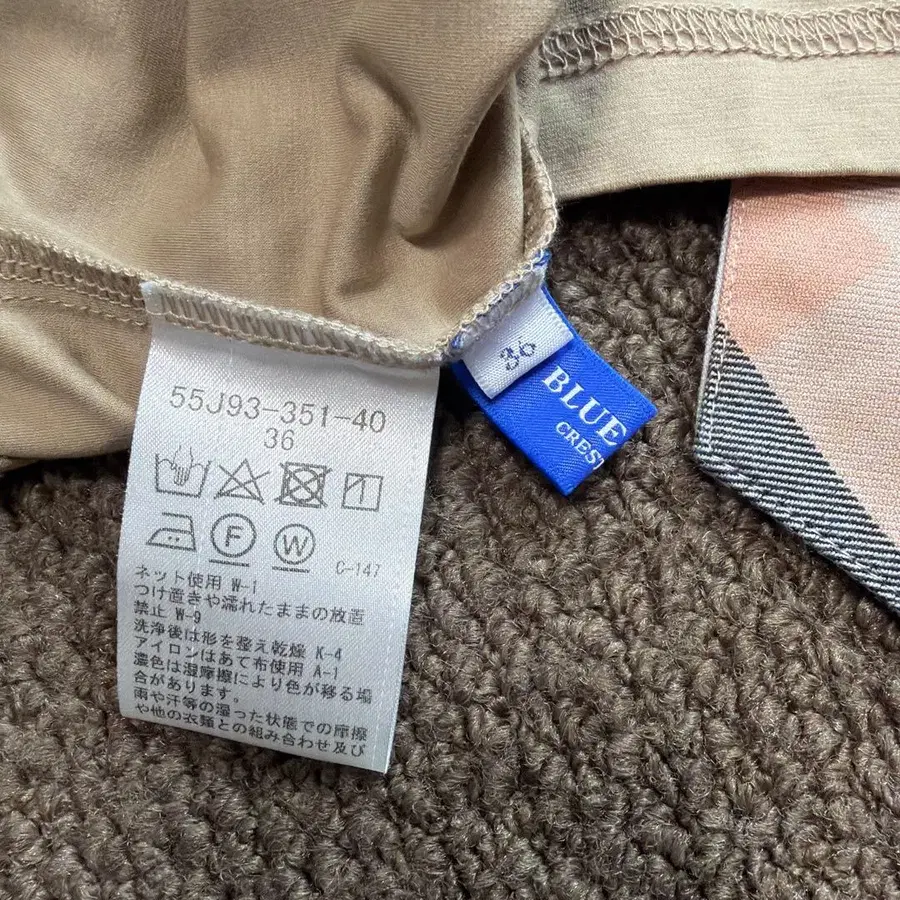 55J93-351-40
36
F
W
C-147
ネット使用 W-1
つけ置きや濡れたままの放置
禁止 W-9
洗浄後は形を整え乾燥 K-4
アイロンはあて布使用 A-1
濃色は湿摩擦により色が移る場
合があります。
雨や汗等の湿った状態での摩擦
や他の衣類との組み合わせ及び
36
BLUE
CREST